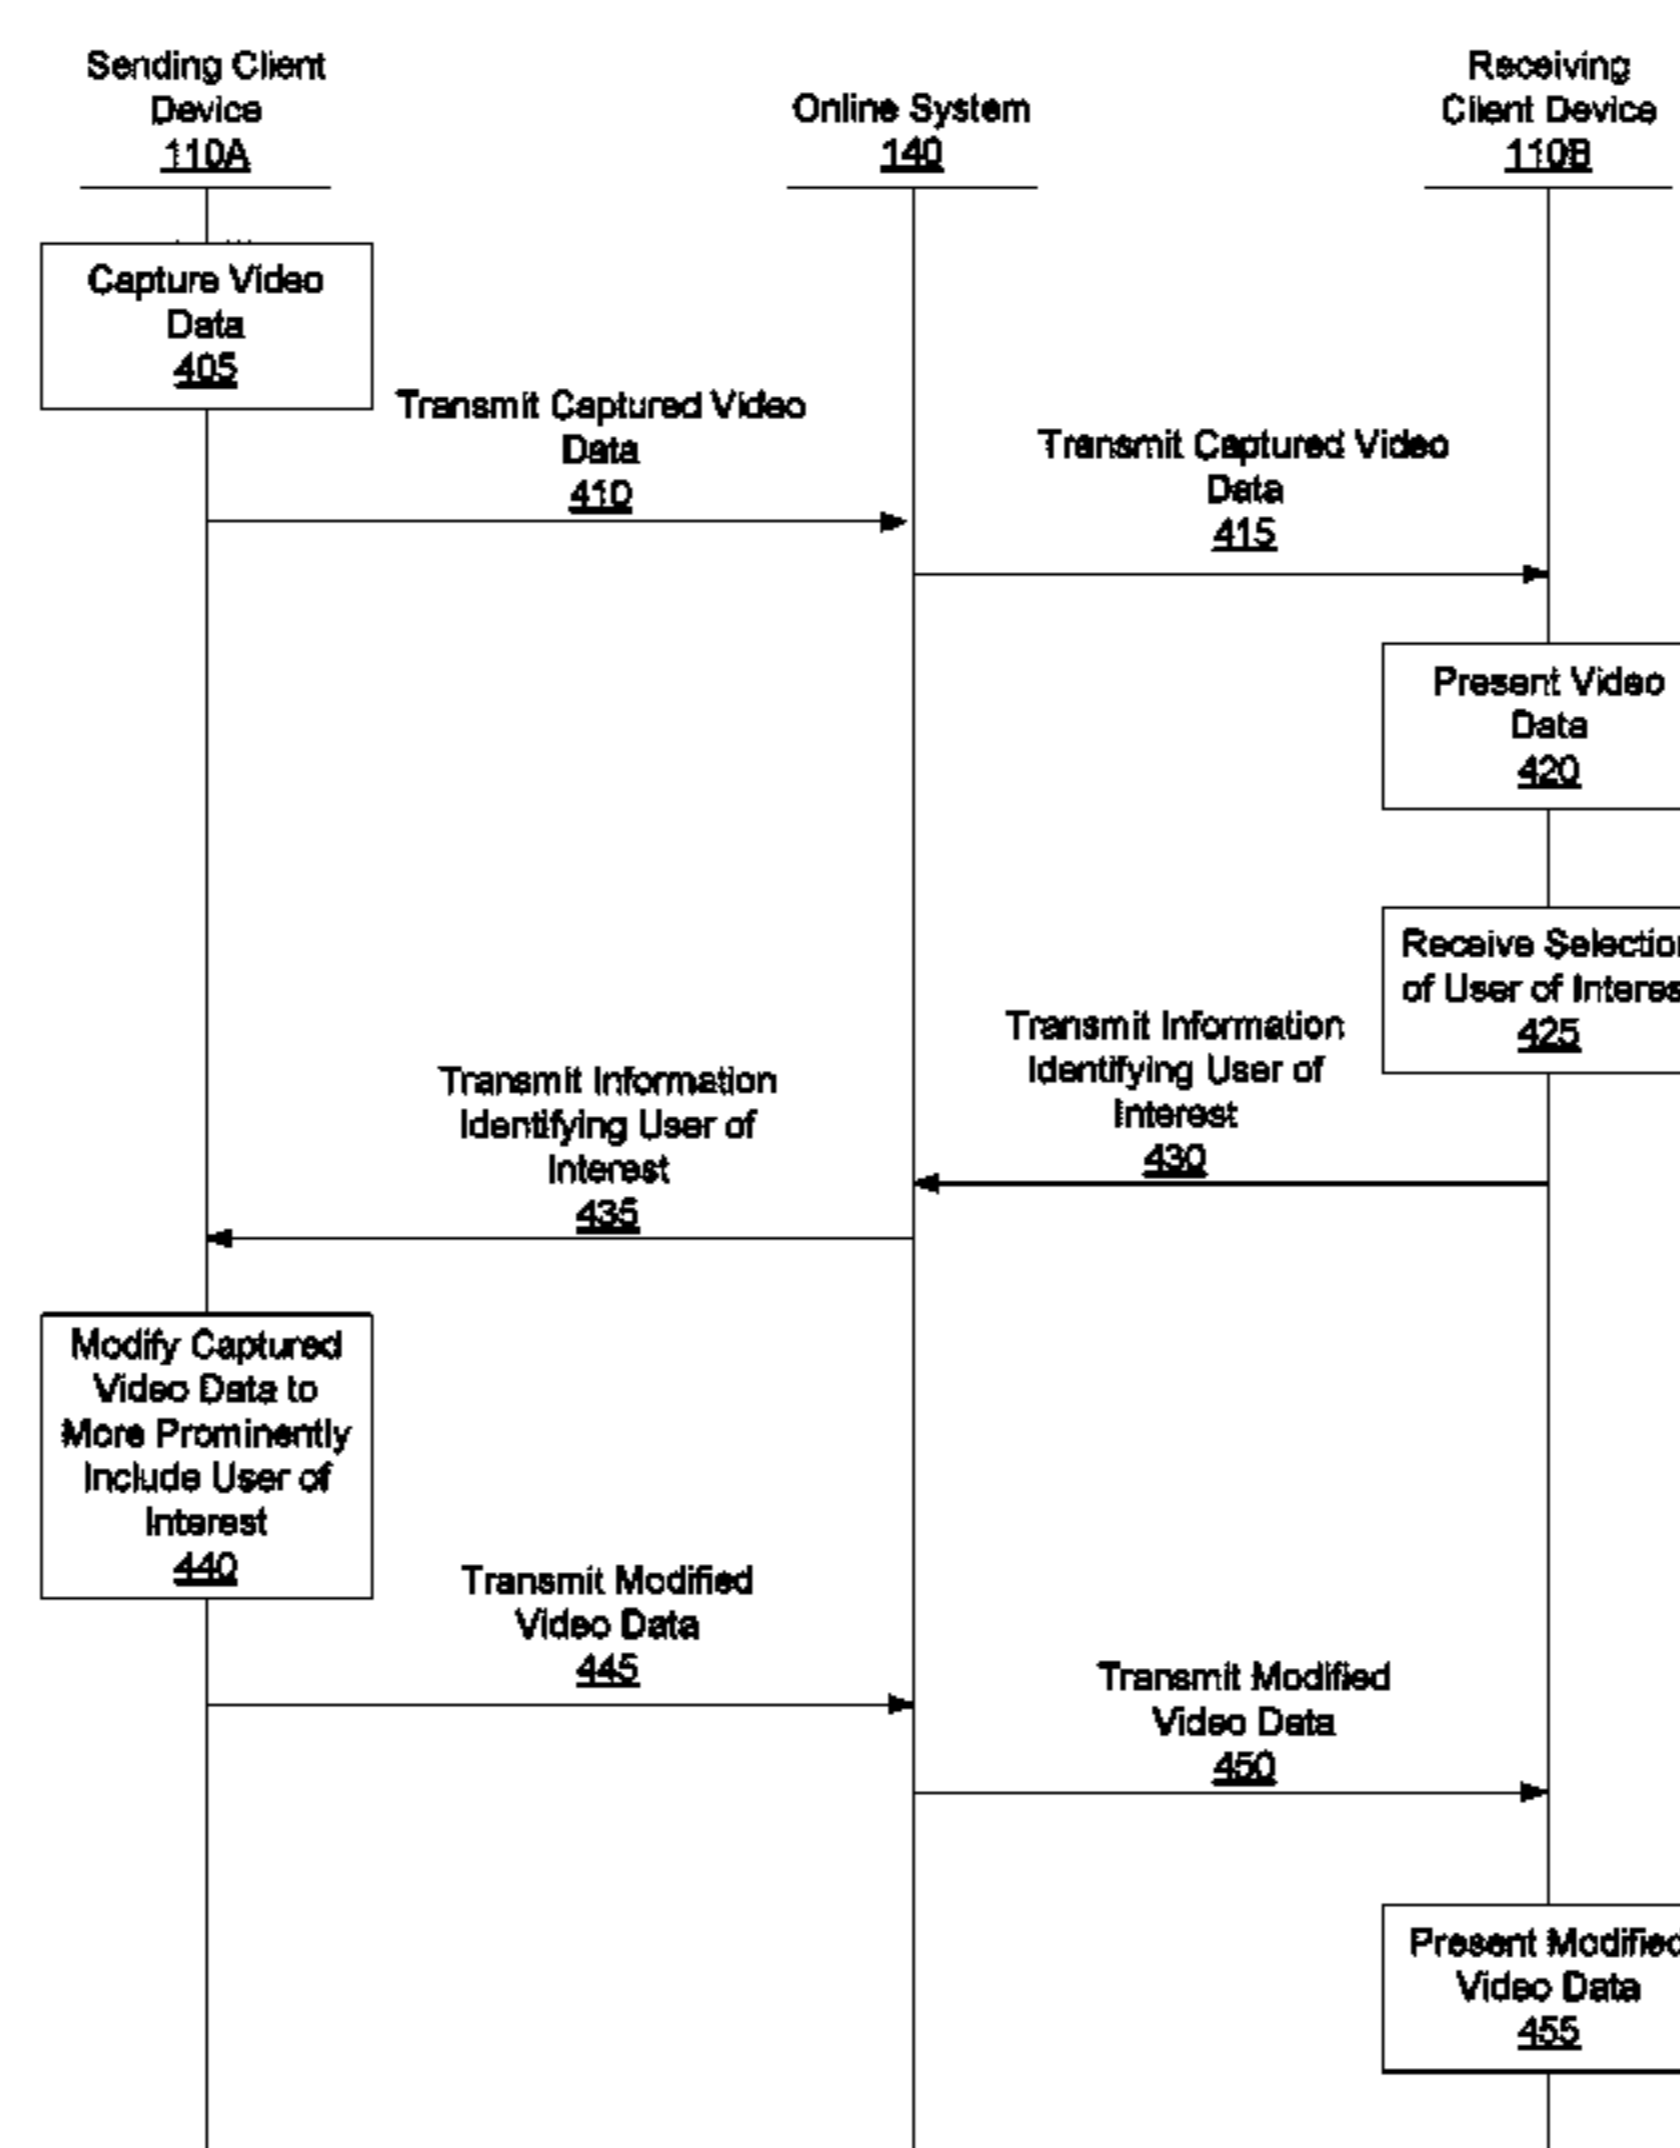 Sending Client
Device
110A
Online System
140
Receiving
Client Device
110B
Capture Video
Data
405
Transmit Captured Video
Data
410
Transmit Captured Video
Data
415
Present Video
Data
420
Receive Selection
of User of Interes
425
Transmit Information
Identifying User of
Interest
430
Transmit Information
Identifying User of
Interest
435
Modify Captured
Video Data to
More Prominently
Include User of
Interest
440
Transmit Modified
Video Data
445
Transmit Modified
Video Data
450
Present Modified
Video Data
455